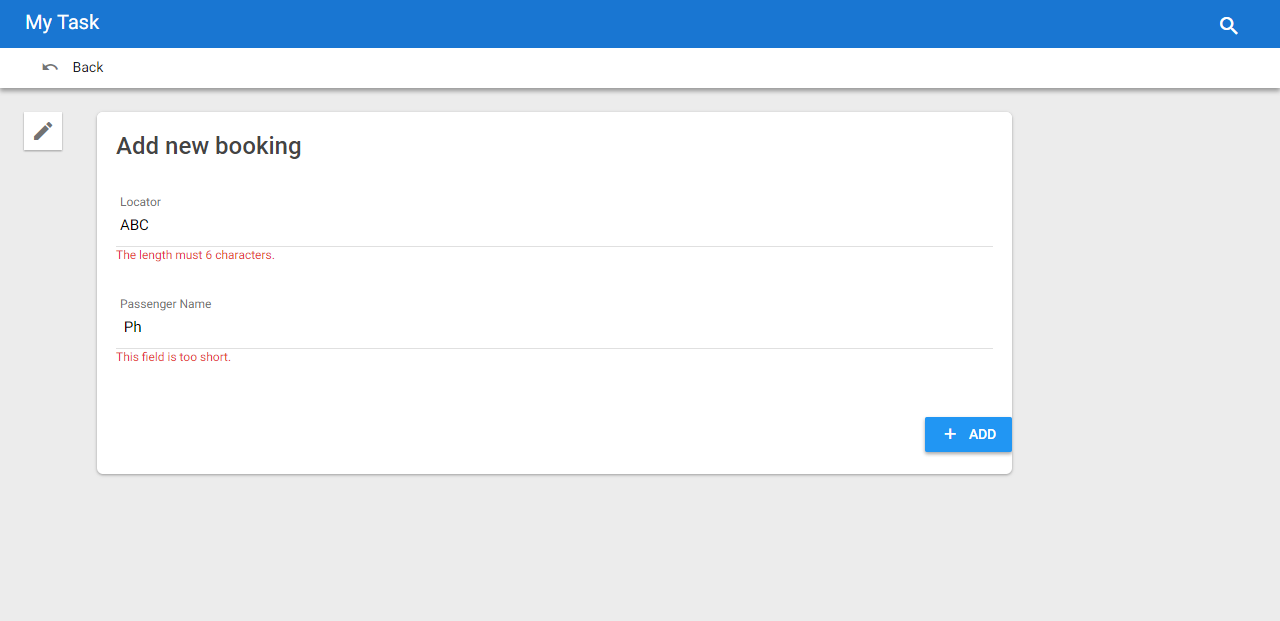 My Task
Back
Add new booking
Locator
ABC
The length must 6 characters.
Passenger Name
Ph
This field is too short.
ADD